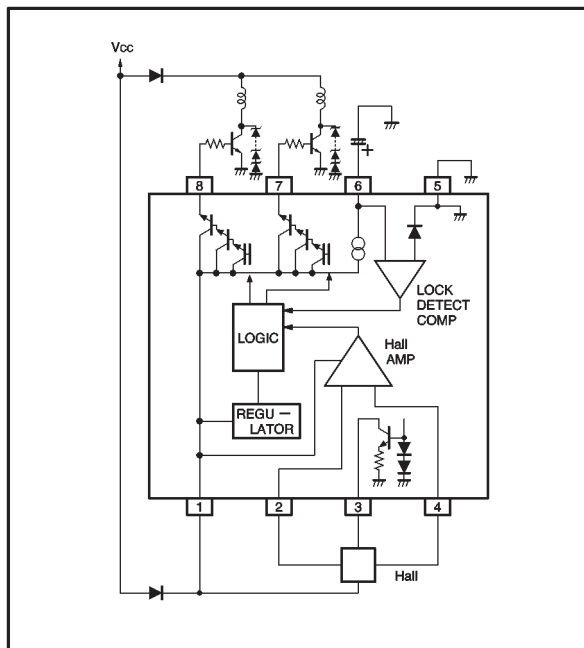 Vcc
+
8
7
6
5
LOCK
DETECT
COMP
LOGIC
Hall
AMP
REGU –
LATOR
1
2
3
4
Hall